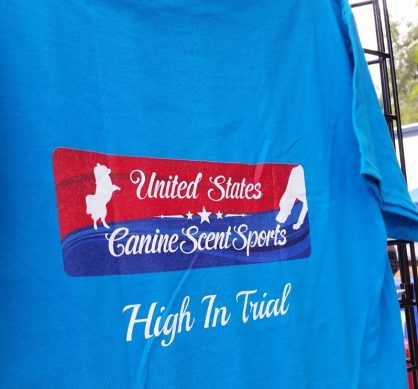 United States
Canine Scent Sports
High In Trial